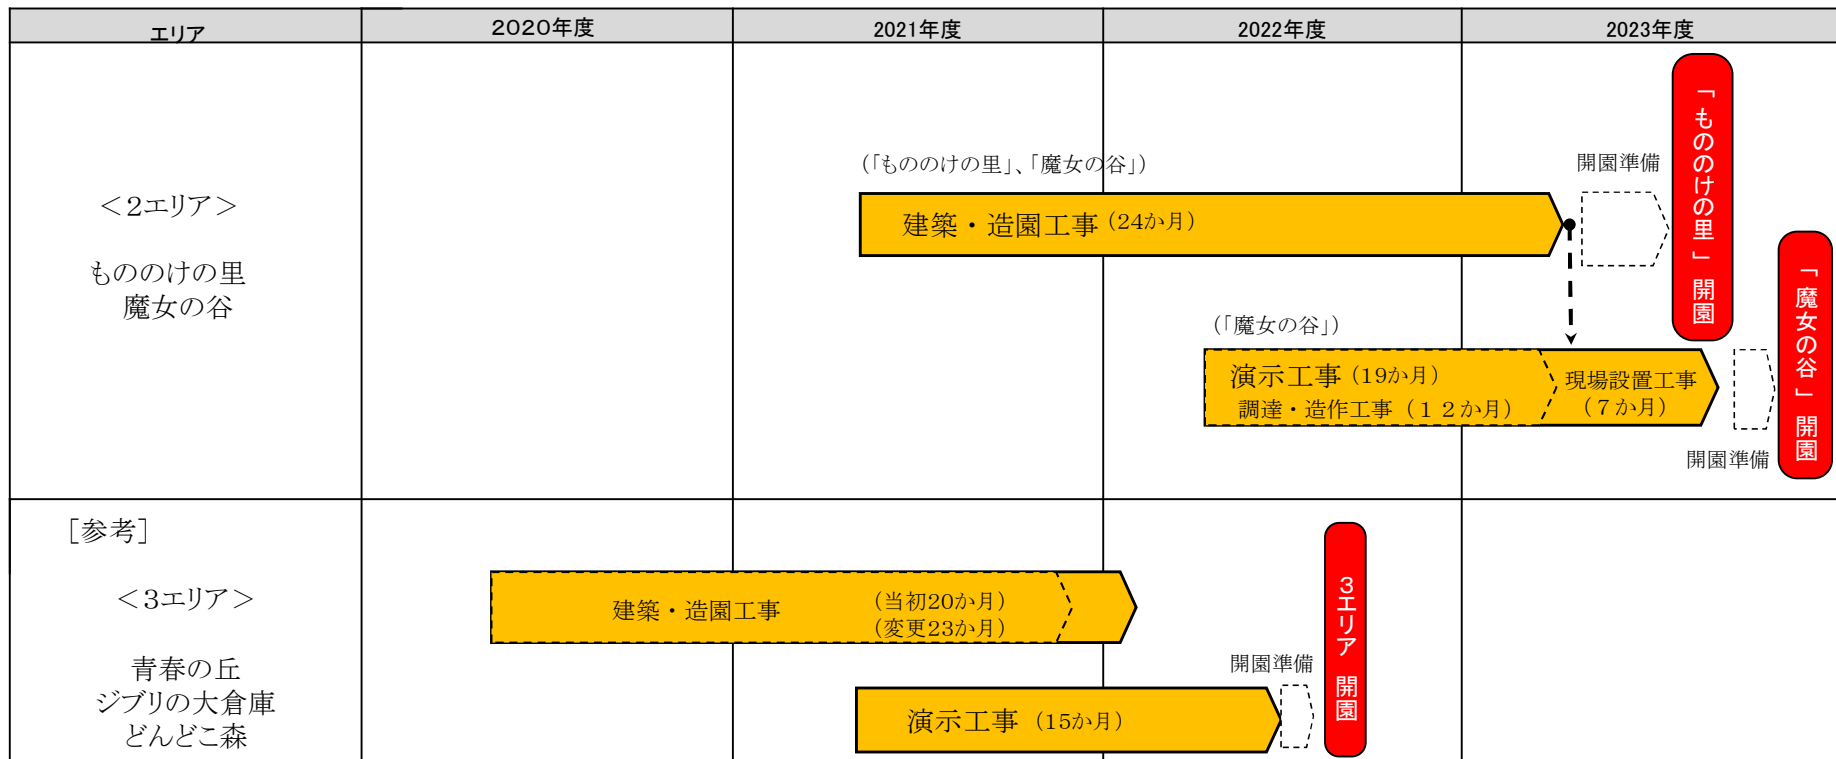 エリア
2020年度
2021年度
2022年度
2023年度
＜2エリア＞
もののけの里
魔女の谷
（「もののけの里」、「魔女の谷」）
建築・造園工事（24か月）
開園準備
「もののけの里」 開園
（「魔女の谷」）
演示工事（19か月）
調達・造作工事（１２か月）
現場設置工事
（７か月）
開園準備
「魔女の谷」 開園
［参考］
＜3エリア＞
青春の丘
ジブリの大倉庫
どんどこ森
建築・造園工事
（当初20か月）
（変更23か月）
演示工事（15か月）
開園準備
3エリア 開園